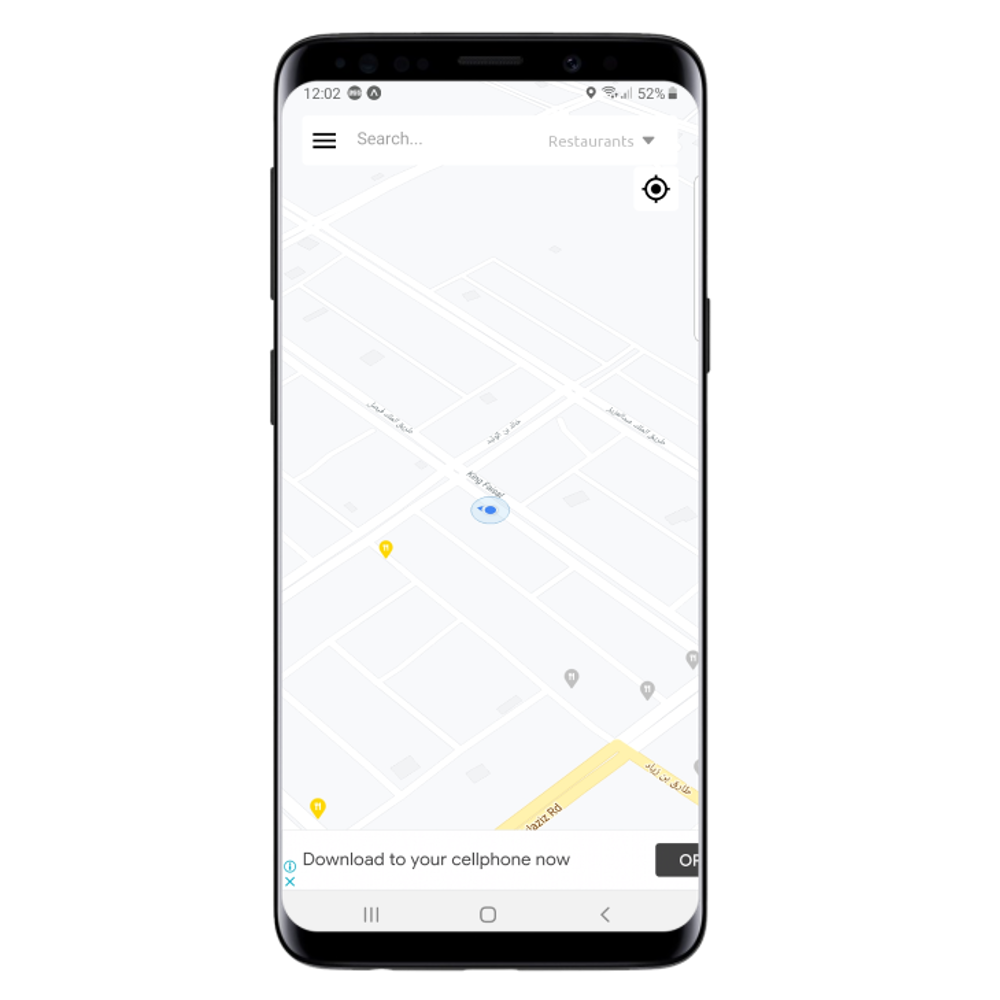 12:02
52%
Search...
Restaurants
طريق الملك فيصل
خالد بن الوليد
طريق الملك عبدالعزيز
King Faisal
طارق بن زياد
laziz Rd
Download to your cellphone now
OP